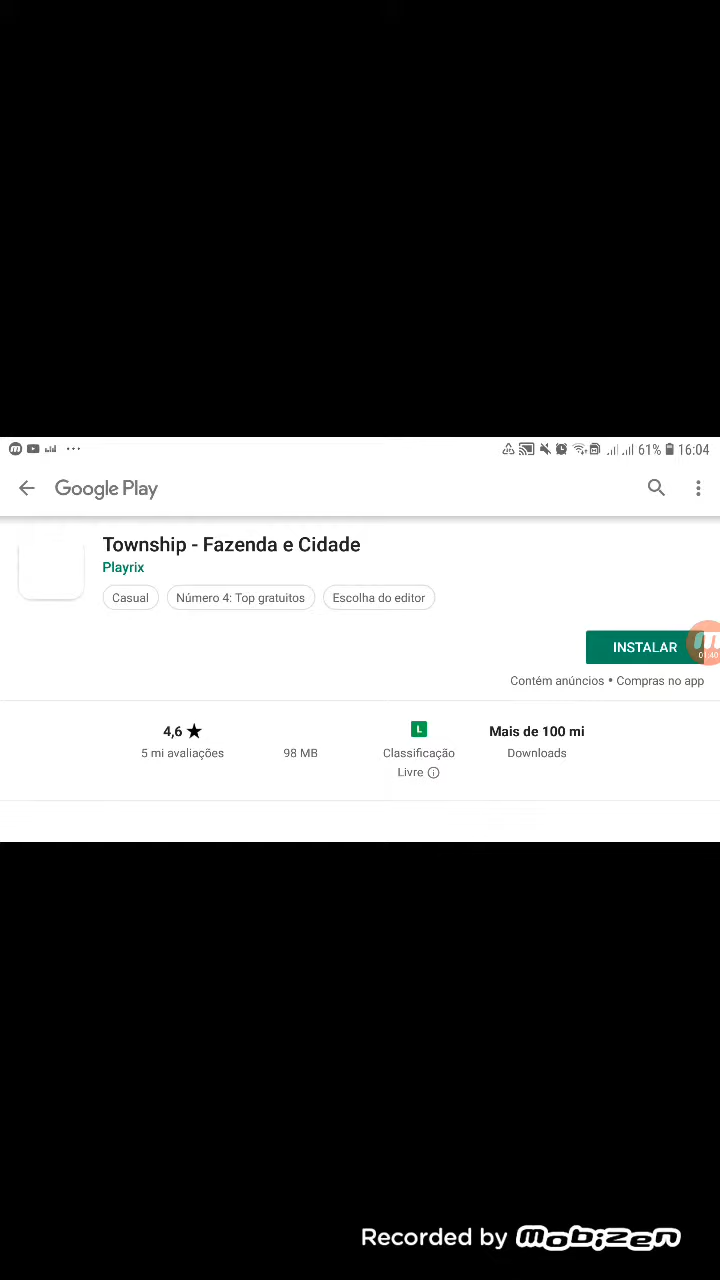 61% 16:04
Google Play
Township - Fazenda e Cidade
Playrix
Casual
Número 4: Top gratuitos
Escolha do editor
INSTALAR
01:40
Contém anúncios • Compras no app
4,6 ★
5 mi avaliações
98 MB
L
Classificação
Livre
Mais de 100 mi
Downloads
Recorded by mobizen